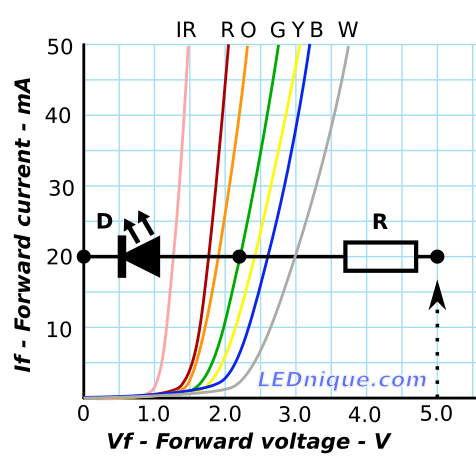 IR R O G Y B W
50
40
30
D
R
20
10
LEDnique.com
0 1.0 2.0 3.0 4.0 5.0
Vf - Forward voltage - V
If - Forward current - mA